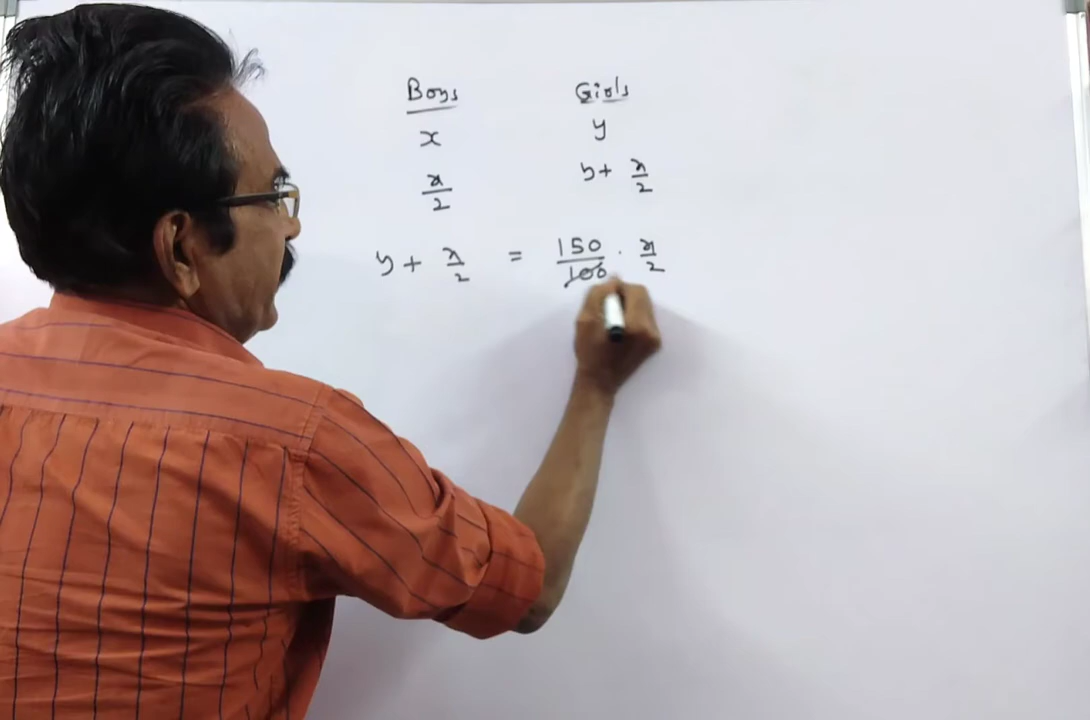 Boys Girls
x y
x/2 y + x/2
y + x/2 = 150/100 . x/2